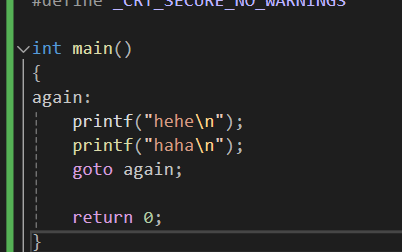 #define _CRT_SECURE_NO_WARNINGS
int main()
{
again:
printf("hehe\n");
printf("haha\n");
goto again;
return 0;
}